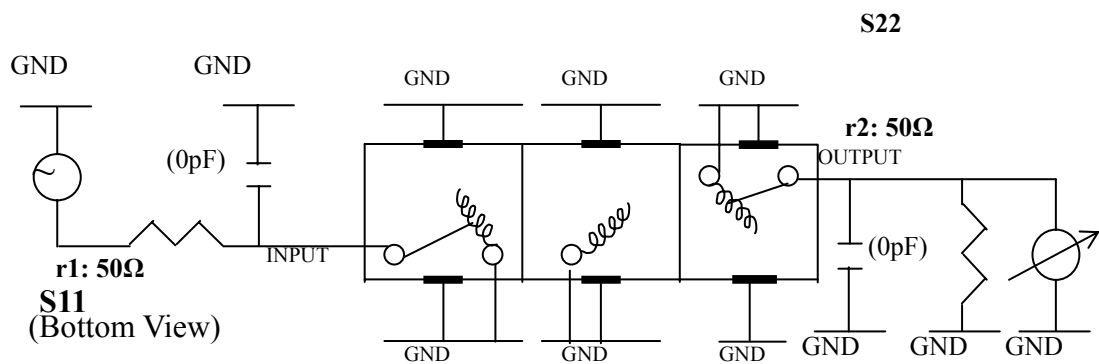 S22
GND
GND
GND
GND
GND
r2: 50Ω
(0pF)
OUTPUT
INPUT
(0pF)
r1: 50Ω
S11
(Bottom View)
GND
GND
GND
GND
GND
GND